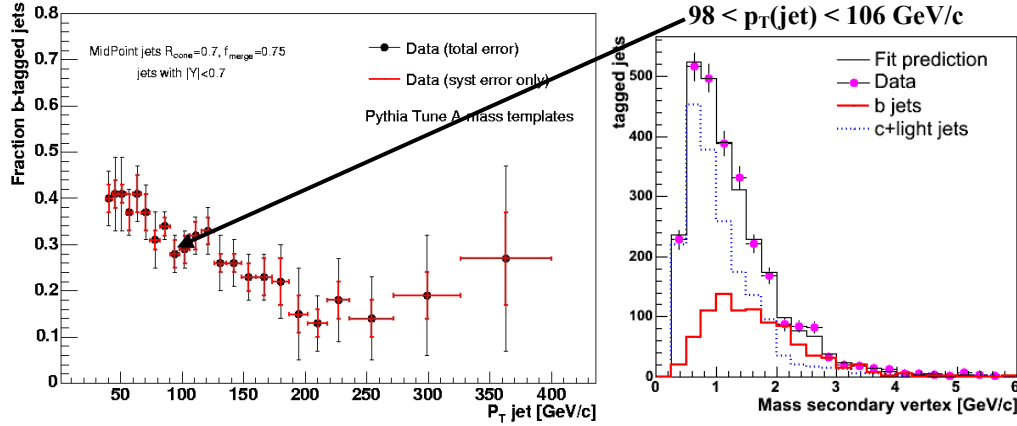 98 < pT(jet) < 106 GeV/c
Fraction b-tagged jets
0.8
0.7
0.6
0.5
0.4
0.3
0.2
0.1
0
MidPoint jets Rcone=0.7, fmerge=0.75
jets with |Y|<0.7
Data (total error)
Data (syst error only)
Pythia Tune A mass templates
50 100 150 200 250 300 350 400
PT jet [GeV/c]
tagged jets
500
400
300
200
100
0
Fit prediction
Data
b jets
c+light jets
0 1 2 3 4 5 6
Mass secondary vertex [GeV/c]